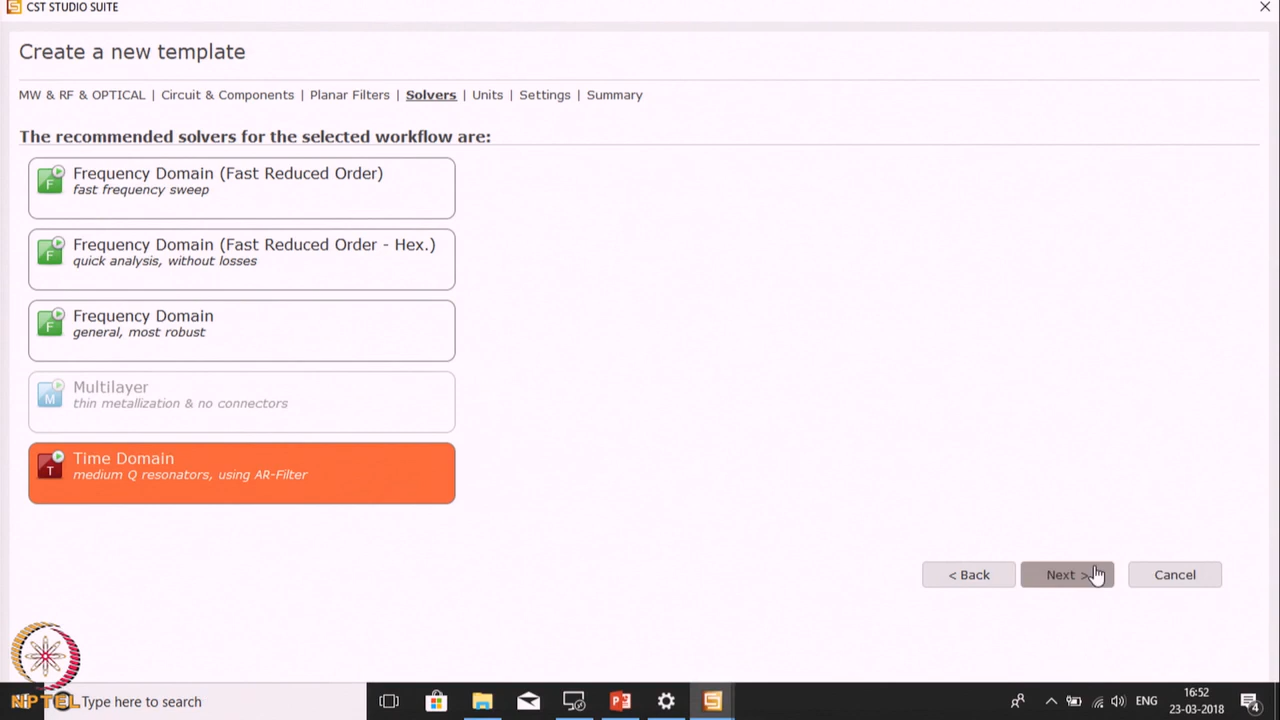 CST STUDIO SUITE
Create a new template
MW & RF & OPTICAL | Circuit & Components | Planar Filters | Solvers | Units | Settings | Summary
The recommended solvers for the selected workflow are:
F
Frequency Domain (Fast Reduced Order)
fast frequency sweep
F
Frequency Domain (Fast Reduced Order - Hex.)
quick analysis, without losses
F
Frequency Domain
general, most robust
M
Multilayer
thin metallization & no connectors
T
Time Domain
medium Q resonators, using AR-Filter
< Back
Next >
Cancel
NPTEL
Type here to search
ENG
16:52
23-03-2018
4